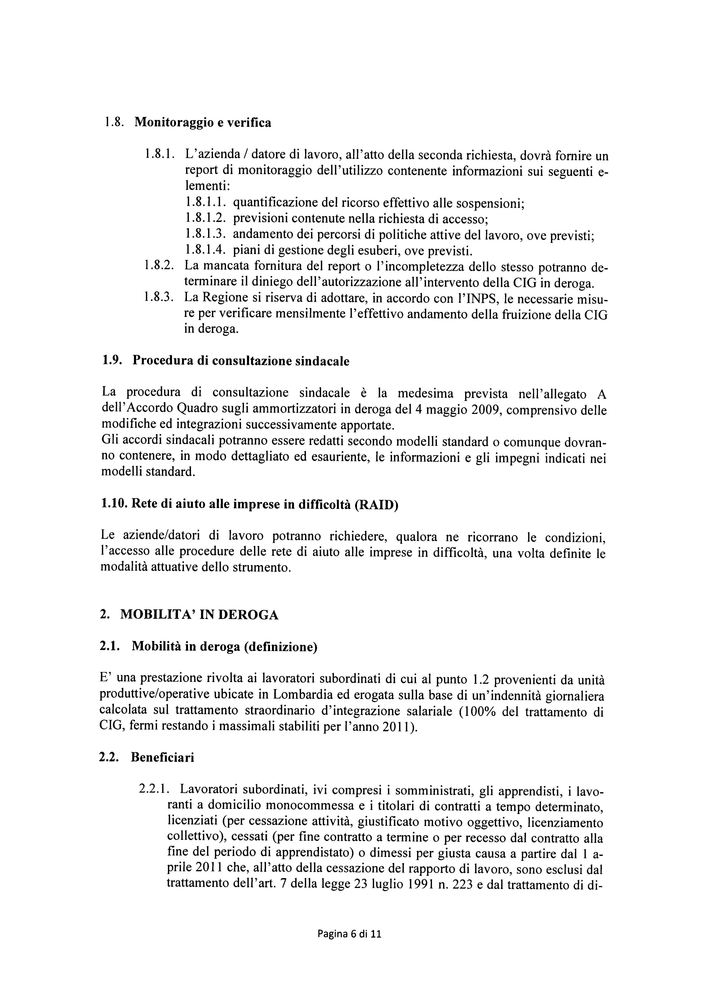 1.8. Monitoraggio e verifica
1.8.1. L'azienda / datore di lavoro, all'atto della seconda richiesta, dovrà fornire un
report di monitoraggio dell'utilizzo contenente informazioni sui seguenti e-
lementi:
1.8.1.1. quantificazione del ricorso effettivo alle sospensioni;
1.8.1.2. previsioni contenute nella richiesta di accesso;
1.8.1.3. andamento dei percorsi di politiche attive del lavoro, ove previsti;
1.8.1.4. piani di gestione degli esuberi, ove previsti.
1.8.2. La mancata fornitura del report o l'incompletezza dello stesso potranno de-
terminare il diniego dell'autorizzazione all'intervento della CIG in deroga.
1.8.3. La Regione si riserva di adottare, in accordo con l'INPS, le necessarie misu-
re per verificare mensilmente l'effettivo andamento della fruizione della CIG
in deroga.
1.9. Procedura di consultazione sindacale
La procedura di consultazione sindacale è la medesima prevista nell'allegato A
dell'Accordo Quadro sugli ammortizzatori in deroga del 4 maggio 2009, comprensivo delle
modifiche ed integrazioni successivamente apportate.
Gli accordi sindacali potranno essere redatti secondo modelli standard o comunque dovran-
no contenere, in modo dettagliato ed esauriente, le informazioni e gli impegni indicati nei
modelli standard.
1.10. Rete di aiuto alle imprese in difficoltà (RAID)
Le aziende/datori di lavoro potranno richiedere, qualora ne ricorrano le condizioni,
l'accesso alle procedure delle rete di aiuto alle imprese in difficoltà, una volta definite le
modalità attuative dello strumento.
2. MOBILITA' IN DEROGA
2.1. Mobilità in deroga (definizione)
E' una prestazione rivolta ai lavoratori subordinati di cui al punto 1.2 provenienti da unità
produttive/operative ubicate in Lombardia ed erogata sulla base di un'indennità giornaliera
calcolata sul trattamento straordinario d'integrazione salariale (100% del trattamento di
CIG, fermi restando i massimali stabiliti per l'anno 2011).
2.2. Beneficiari
2.2.1. Lavoratori subordinati, ivi compresi i somministrati, gli apprendisti, i lavo-
ranti a domicilio monocommessa e i titolari di contratti a tempo determinato,
licenziati (per cessazione attività, giustificato motivo oggettivo, licenziamento
collettivo), cessati (per fine contratto a termine o per recesso dal contratto alla
fine del periodo di apprendistato) o dimessi per giusta causa a partire dal 1 a-
prile 2011 che, all'atto della cessazione del rapporto di lavoro, sono esclusi dal
trattamento dell'art. 7 della legge 23 luglio 1991 n. 223 e dal trattamento di di-
Pagina 6 di 11